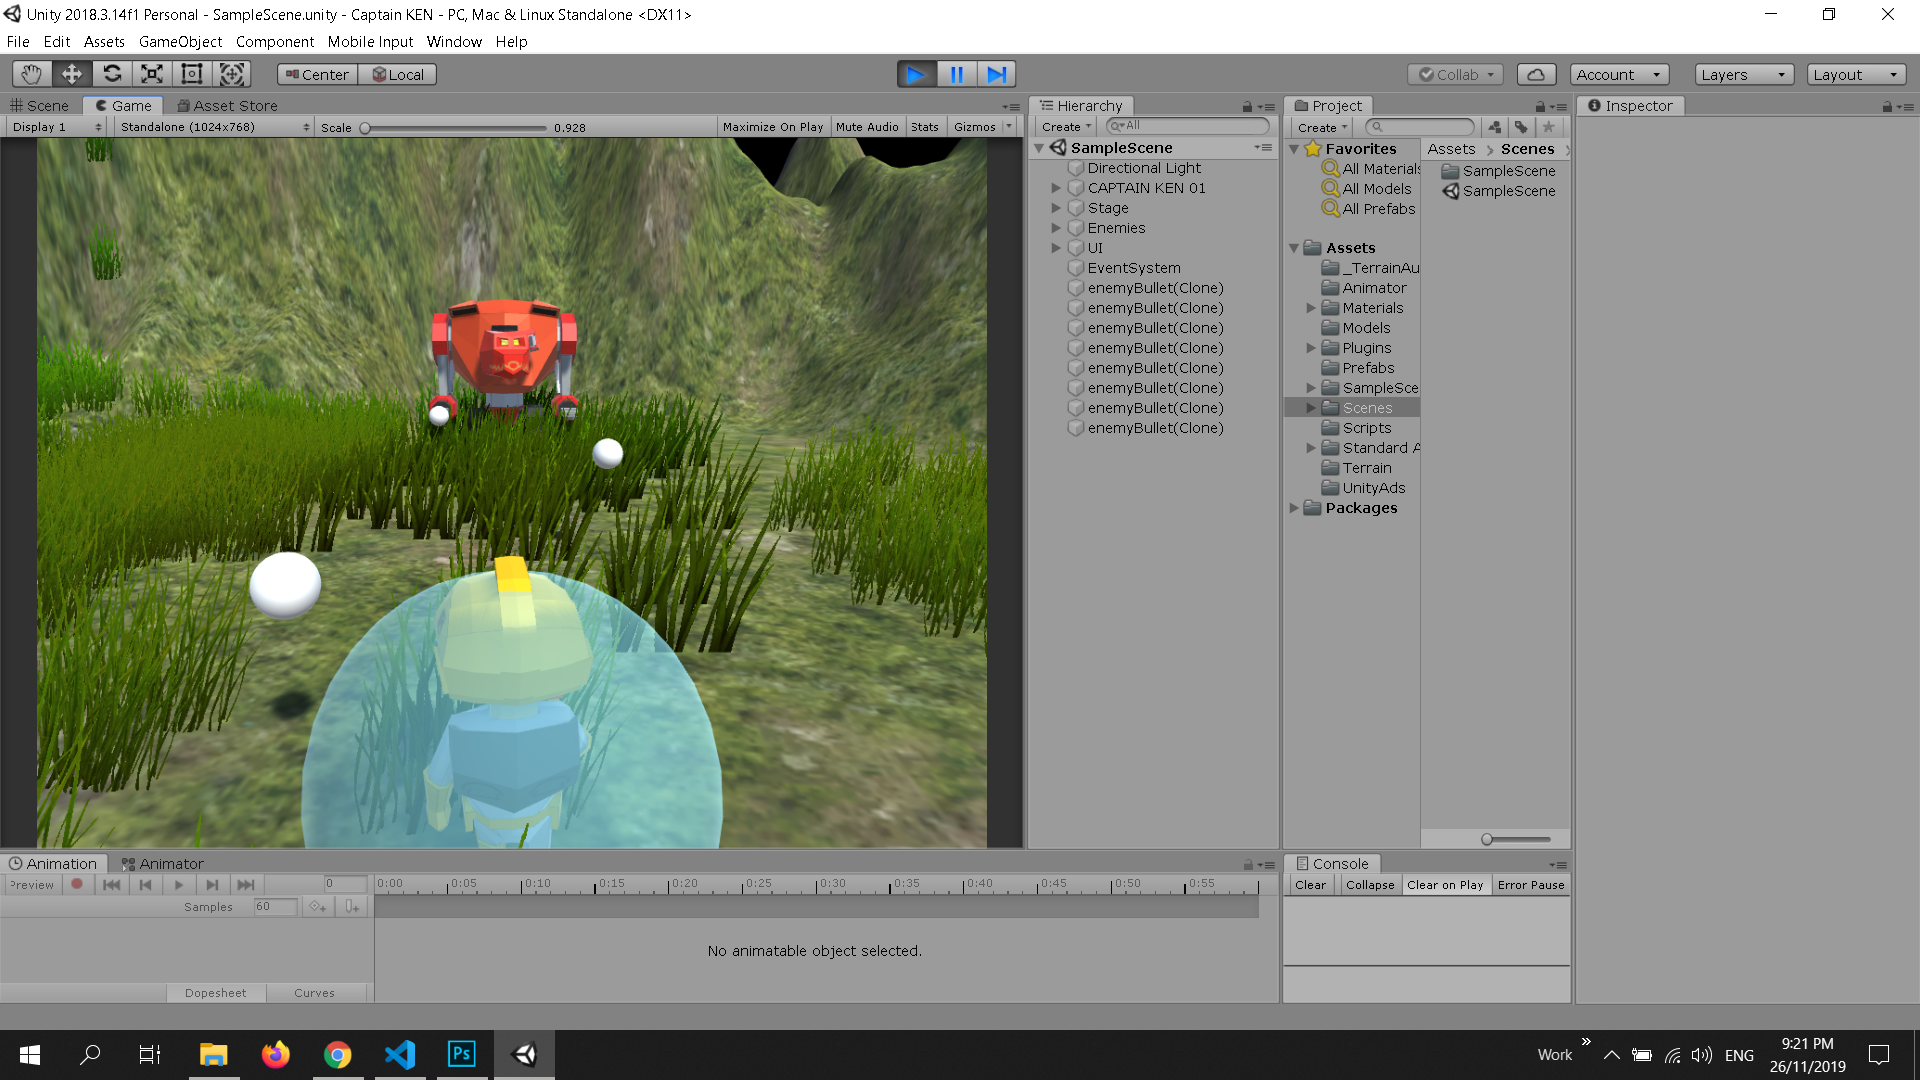 Unity 2018.3.14f1 Personal - SampleScene.unity - Captain KEN - PC, Mac & Linux Standalone <DX11>
File Edit Assets GameObject Component Mobile Input Window Help
Center Local Collab Account Layers Layout
Scene Game Asset Store
Display 1 Standalone (1024x768) Scale 0.928 Maximize On Play Mute Audio Stats Gizmos
Hierarchy
Create All
SampleScene
Directional Light
CAPTAIN KEN 01
Stage
Enemies
UI
EventSystem
enemyBullet(Clone)
enemyBullet(Clone)
enemyBullet(Clone)
enemyBullet(Clone)
enemyBullet(Clone)
enemyBullet(Clone)
enemyBullet(Clone)
enemyBullet(Clone)
Project
Create
Favorites
All Materials
All Models
All Prefabs
Assets
_TerrainAu
Animator
Materials
Models
Plugins
Prefabs
SampleSce
Scenes
Scripts
Standard A
Terrain
UnityAds
Packages
Assets Scenes
SampleScene
SampleScene
Inspector
Animation Animator
Preview 0 0:00 0:05 0:10 0:15 0:20 0:25 0:30 0:35 0:40 0:45 0:50 0:55
Samples 60
No animatable object selected.
Dopesheet Curves
Console
Clear Collapse Clear on Play Error Pause
Ps
Work » ENG
9:21 PM
26/11/2019